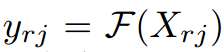 y_{rj} = \mathcal{F}(X_{rj})